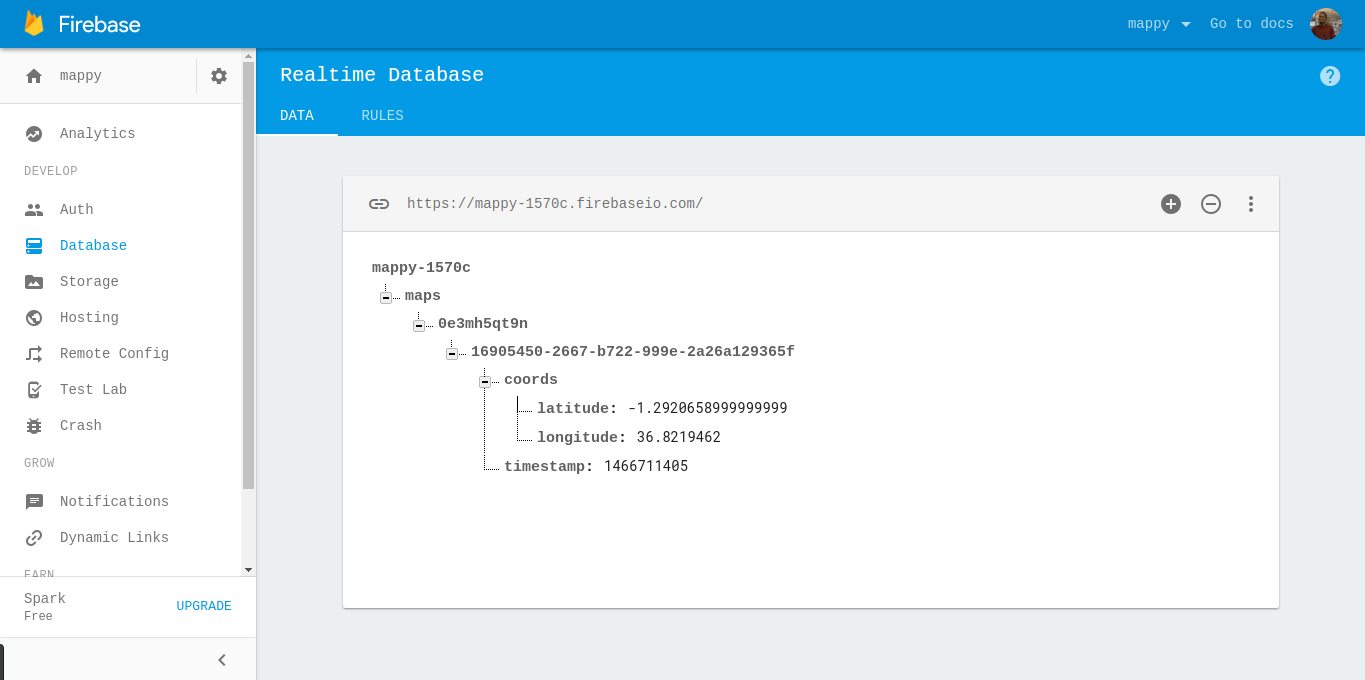 Firebase
mappy
Go to docs
mappy
Analytics
DEVELOP
Auth
Database
Storage
Hosting
Remote Config
Test Lab
Crash
GROW
Notifications
Dynamic Links
EARN
Spark
Free
UPGRADE
Realtime Database
?
DATA RULES
https://mappy-1570c.firebaseio.com/
mappy-1570c
maps
0e3mh5qt9n
16905450-2667-b722-999e-2a26a129365f
coords
latitude: -1.2920658999999999
longitude: 36.8219462
timestamp: 1466711405